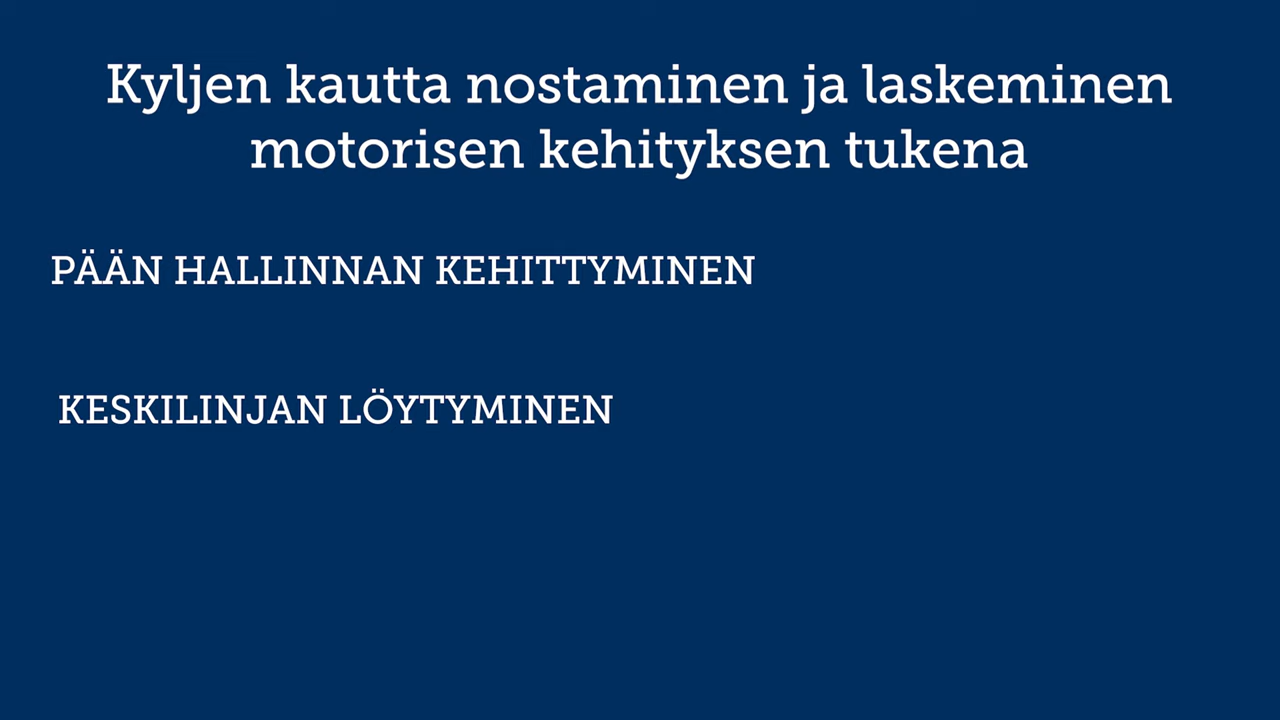 Kyljen kautta nostaminen ja laskeminen
motorisen kehityksen tukena
PÄÄN HALLINNAN KEHITTYMINEN
KESKILINJAN LÖYTYMINEN